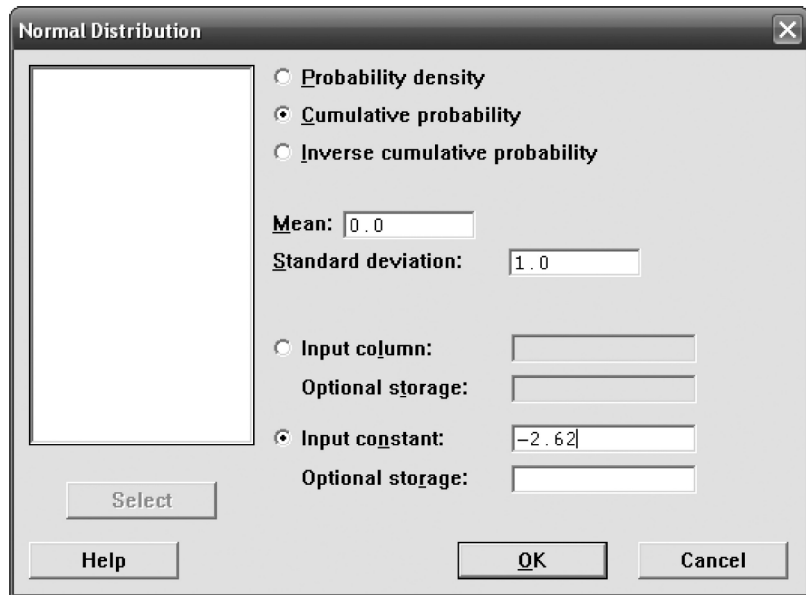 Normal Distribution
Probability density
Cumulative probability
Inverse cumulative probability
Mean: 0.0
Standard deviation: 1.0
Input column:
Optional storage:
Input constant: -2.62
Optional storage:
Select
Help OK Cancel